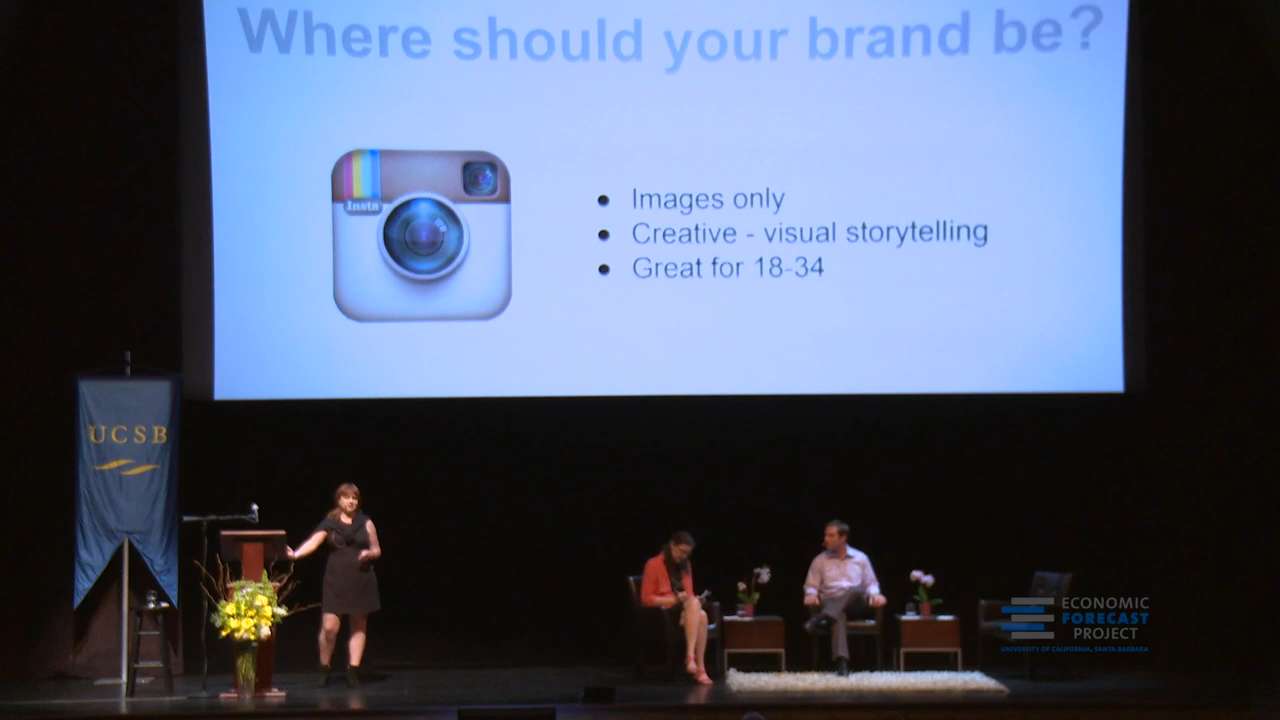 Where should your brand be?
Insta
● Images only
● Creative - visual storytelling
● Great for 18-34
UCSB
ECONOMIC
FORECAST
PROJECT
UNIVERSITY OF CALIFORNIA, SANTA BARBARA